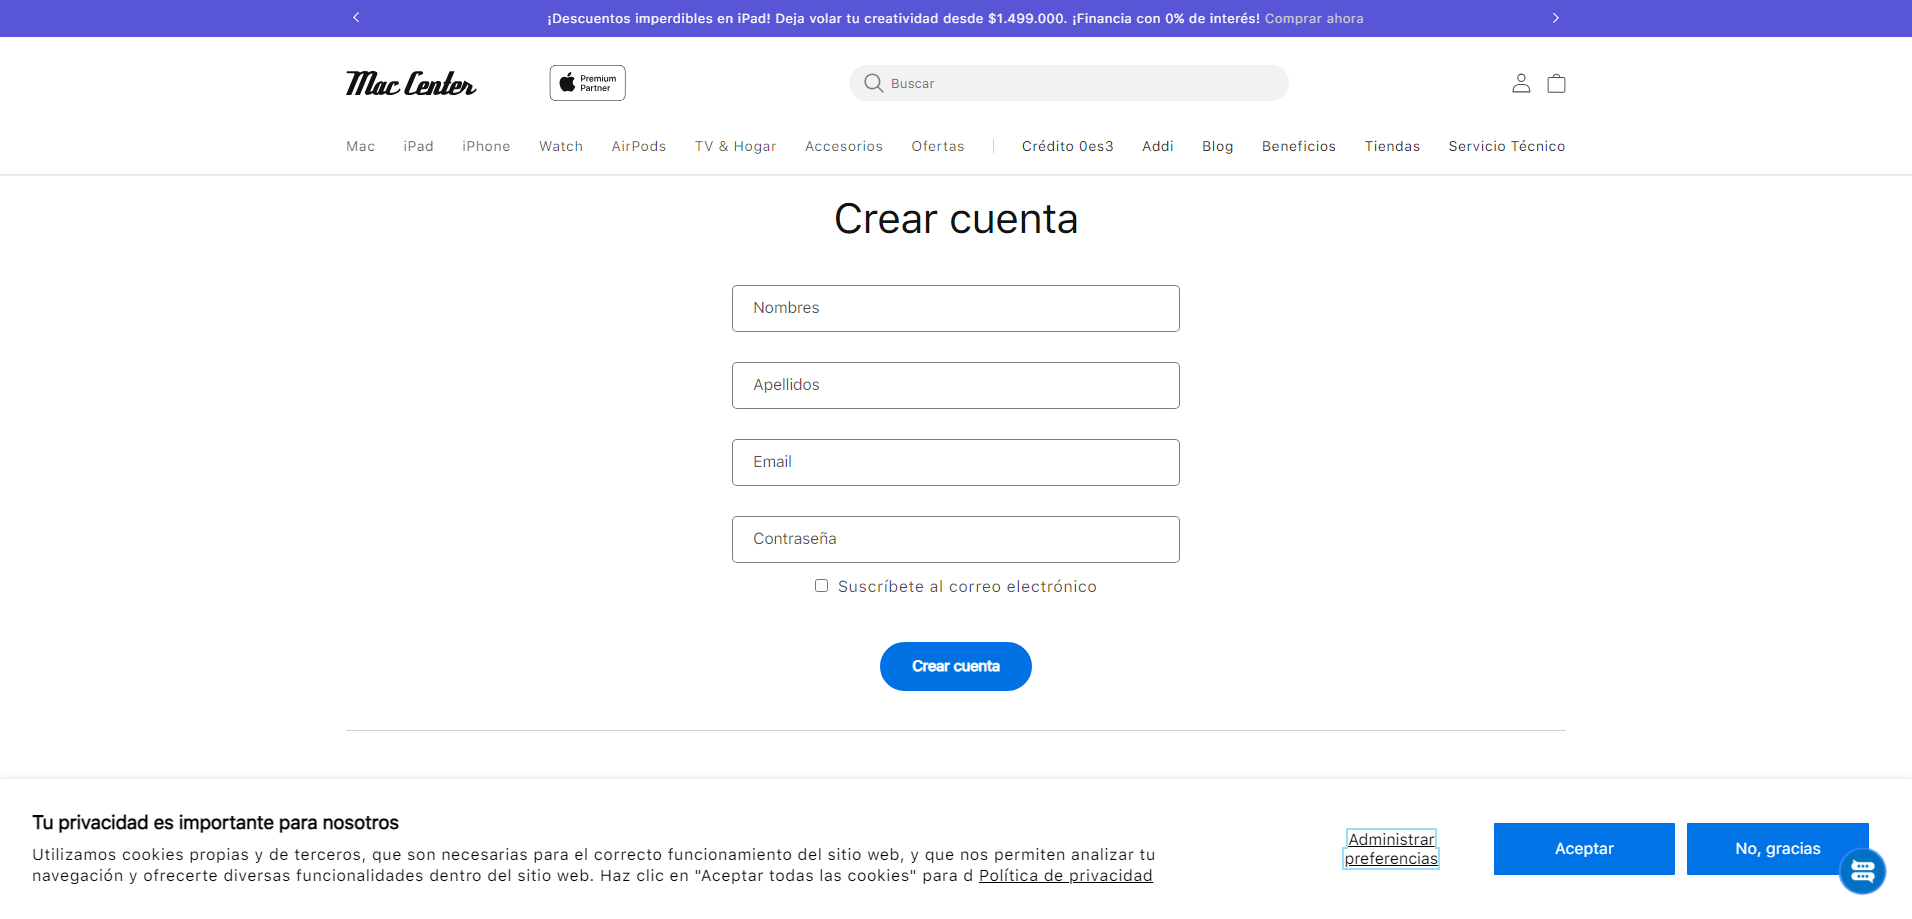 ¡Descuentos imperdibles en iPad! Deja volar tu creatividad desde $1.499.000. ¡Financia con 0% de interés! Comprar ahora
Mac Center
Premium
Partner
Buscar
Mac iPad iPhone Watch AirPods TV & Hogar Accesorios Ofertas Crédito 0es3 Addi Blog Beneficios Tiendas Servicio Técnico
Crear cuenta
Nombres
Apellidos
Email
Contraseña
Suscríbete al correo electrónico
Crear cuenta
Tu privacidad es importante para nosotros
Utilizamos cookies propias y de terceros, que son necesarias para el correcto funcionamiento del sitio web, y que nos permiten analizar tu
navegación y ofrecerte diversas funcionalidades dentro del sitio web. Haz clic en "Aceptar todas las cookies" para d Política de privacidad
Administrar
preferencias
Aceptar
No, gracias